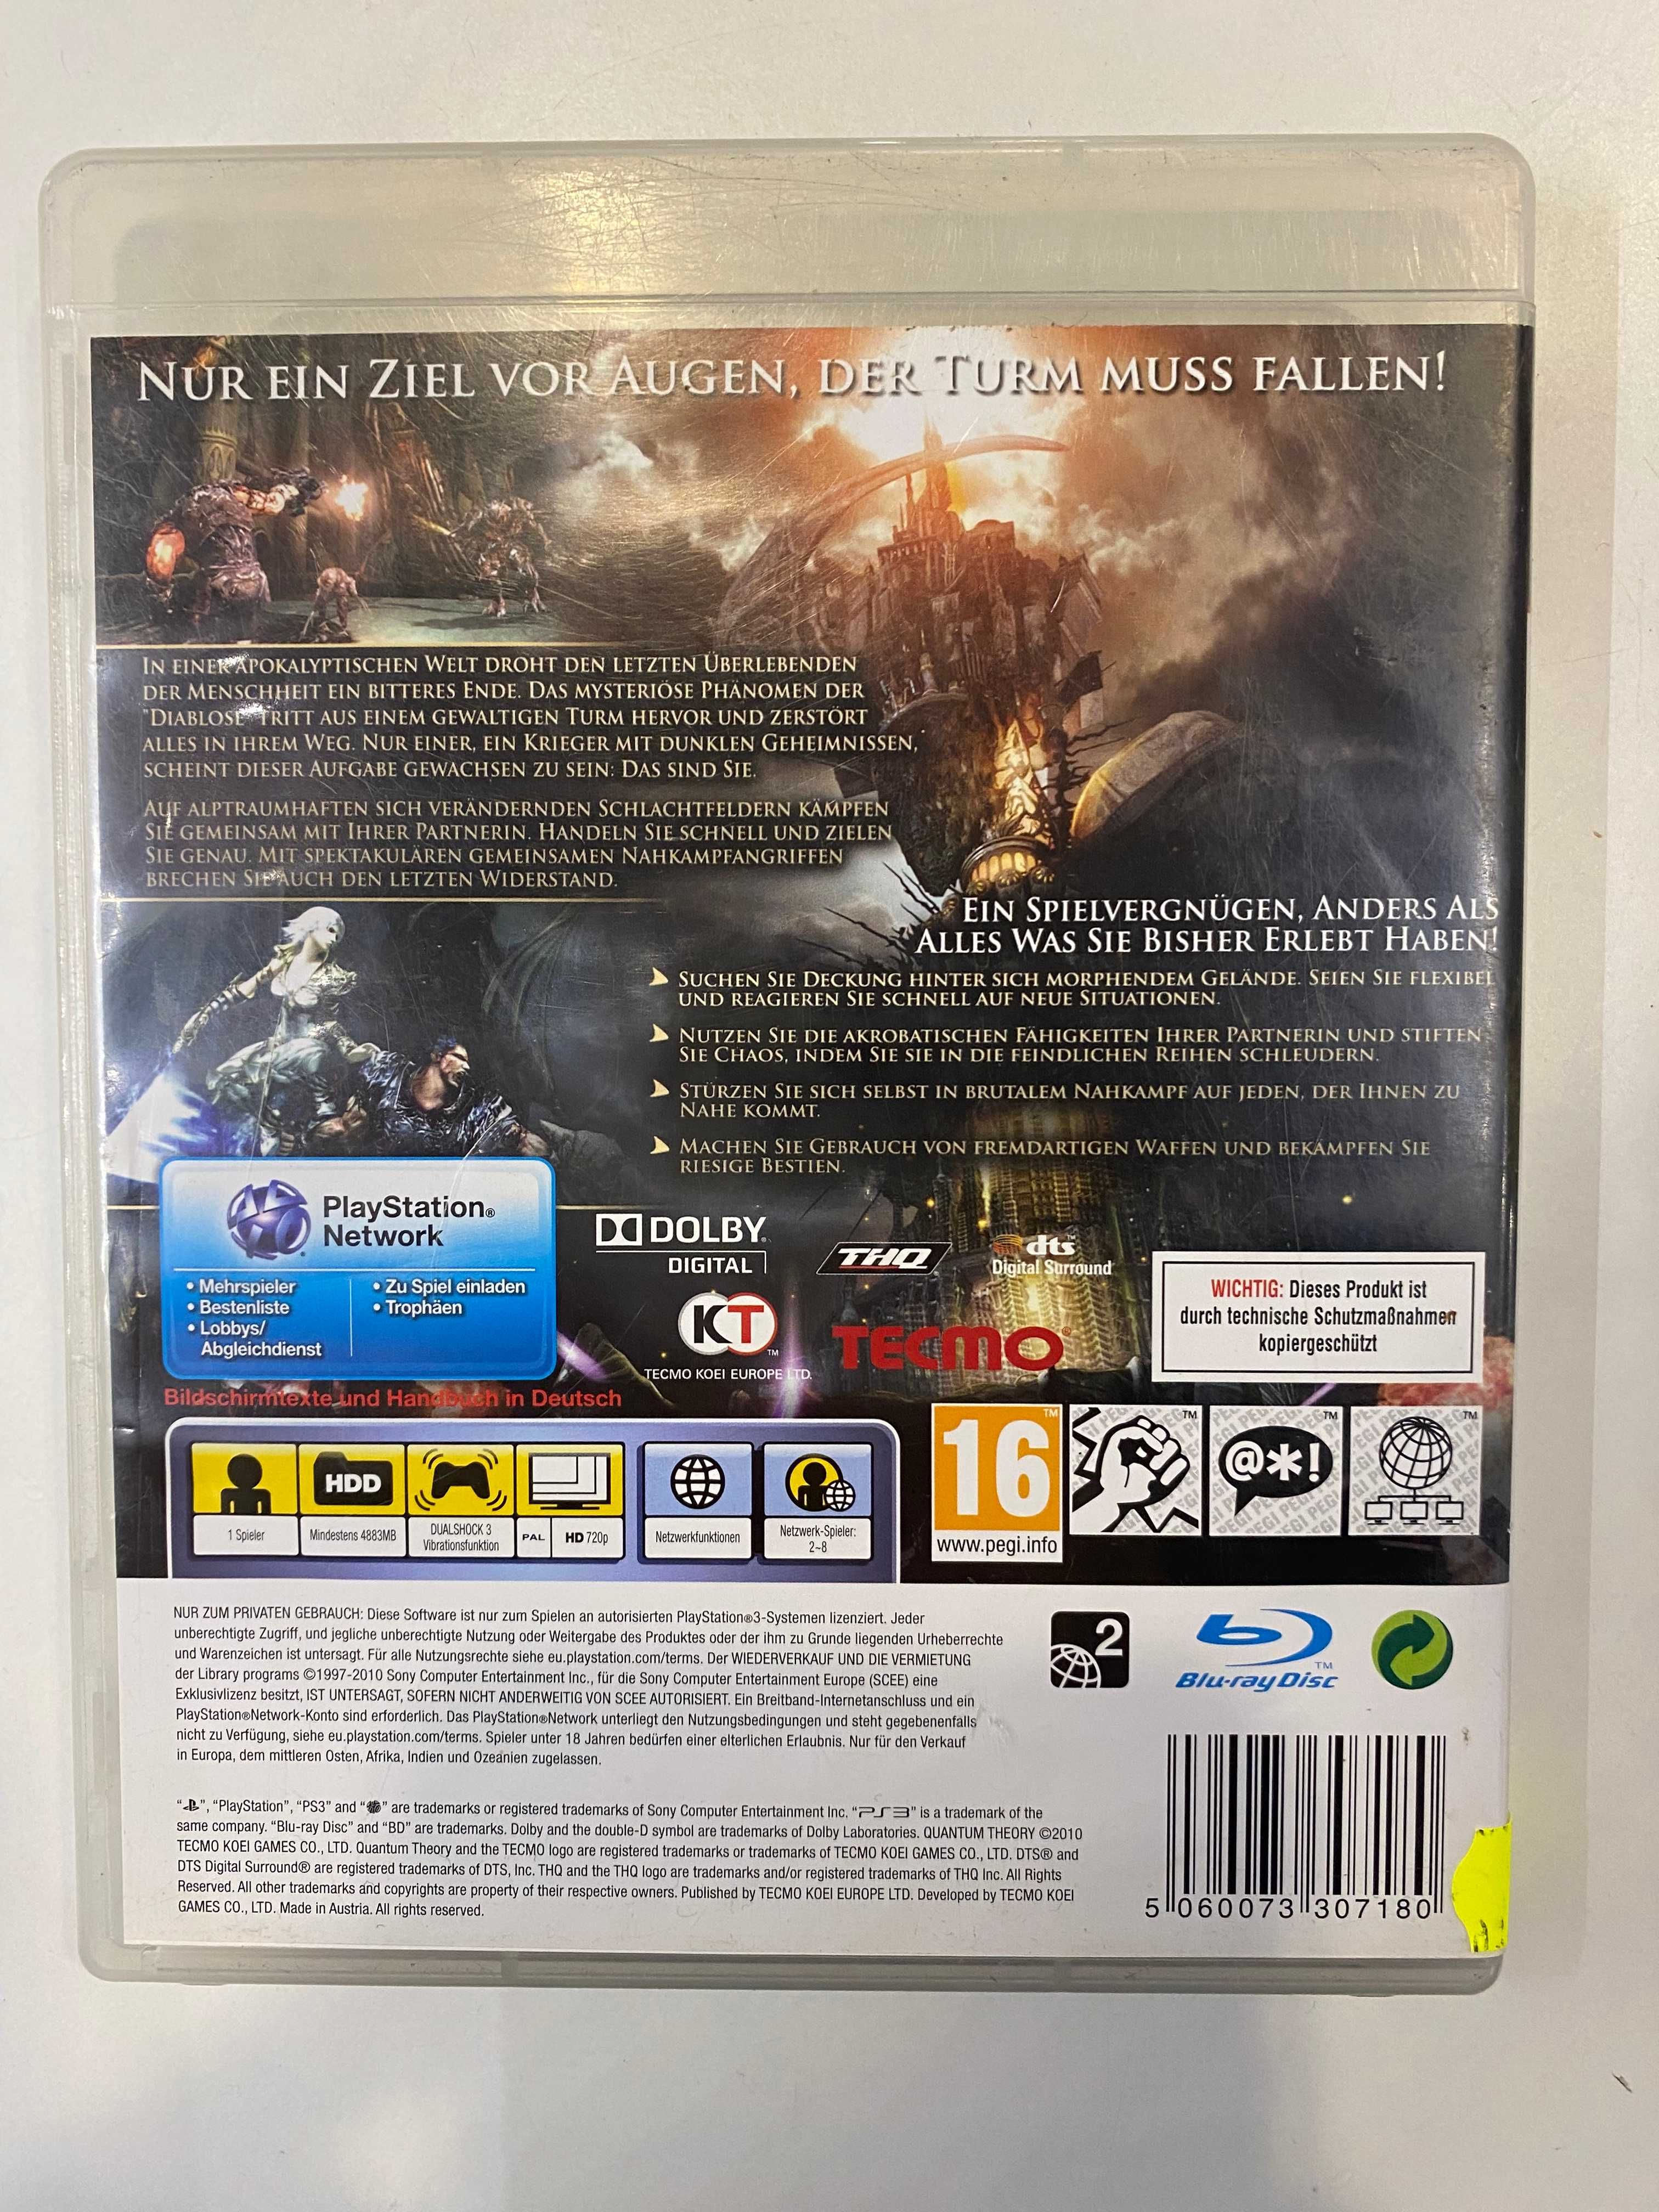 NUR EIN ZIEL VOR AUGEN, DER TURM MUSS FALLEN!
IN EINER APOKALYPTISCHEN WELT DROHT DEN LETZTEN ÜBERLEBENDEN
DER MENSCHHEIT EIN BITTERES ENDE. DAS MYSTERIÖSE PHÄNOMEN DER
"DIABLOSE" TRITT AUS EINEM GEWALTIGEN TURM HERVOR UND ZERSTÖRT
ALLES IN IHREM WEG. NUR EINER, EIN KRIEGER MIT DUNKLEN GEHEIMNISSEN,
SCHEINT DIESER AUFGABE GEWACHSEN ZU SEIN: DAS SIND SIE.
AUF ALPTRAUMHAFTEN SICH VERÄNDERNDEN SCHLACHTFELDERN KÄMPFEN
SIE GEMEINSAM MIT IHRER PARTNERIN. HANDELN SIE SCHNELL UND ZIELEN
SIE GENAU. MIT SPEKTAKULÄREN GEMEINSAMEN NAHKAMPFANGRIFFEN
BRECHEN SIE AUCH DEN LETZTEN WIDERSTAND.
EIN SPIELVERGNÜGEN, ANDERS ALS
ALLES WAS SIE BISHER ERLEBT HABEN!
SUCHEN SIE DECKUNG HINTER SICH MORPHENDEM GELÄNDE. SEIEN SIE FLEXIBEL
UND REAGIEREN SIE SCHNELL AUF NEUE SITUATIONEN.
NUTZEN SIE DIE AKROBATISCHEN FÄHIGKEITEN IHRER PARTNERIN UND STIFTEN
SIE CHAOS, INDEM SIE SIE IN DIE FEINDLICHEN REIHEN SCHLEUDERN.
STÜRZEN SIE SICH SELBST IN BRUTALEM NAHKAMPF AUF JEDEN, DER IHNEN ZU
NAHE KOMMT.
MACHEN SIE GEBRAUCH VON FREMDARTIGEN WAFFEN UND BEKÄMPFEN SIE
RIESIGE BESTIEN.
PlayStation®
Network
• Mehrspieler
• Bestenliste
• Lobbys/
Abgleichdienst
• Zu Spiel einladen
• Trophäen
DOLBY®
DIGITAL
THQ®
dts™
Digital Surround
KT™
TECMO KOEI EUROPE LTD.
TECMO®
WICHTIG: Dieses Produkt ist
durch technische Schutzmaßnahmen
kopiergeschützt
Bildschirmtexte und Handbuch in Deutsch
HDD
1 Spieler
Mindestens 4883MB
DUALSHOCK 3
Vibrationsfunktion
PAL
HD 720p
Netzwerkfunktionen
Netzwerk-Spieler:
2~8
16™
www.pegi.info
@*!
NUR ZUM PRIVATEN GEBRAUCH: Diese Software ist nur zum Spielen an autorisierten PlayStation®3-Systemen lizenziert. Jeder
unberechtigte Zugriff, und jegliche unberechtigte Nutzung oder Weitergabe des Produktes oder der ihm zu Grunde liegenden Urheberrechte
und Warenzeichen ist untersagt. Für alle Nutzungsrechte siehe eu.playstation.com/terms. Der WIEDERVERKAUF UND DIE VERMIETUNG
der Library programs ©1997-2010 Sony Computer Entertainment Inc., für die Sony Computer Entertainment Europe (SCEE) eine
Exklusivlizenz besitzt, IST UNTERSAGT, SOFERN NICHT ANDERWEITIG VON SCEE AUTORISIERT. Ein Breitband-Internetanschluss und ein
PlayStation®Network-Konto sind erforderlich. Das PlayStation®Network unterliegt den Nutzungsbedingungen und steht gegebenenfalls
nicht zu Verfügung, siehe eu.playstation.com/terms. Spieler unter 18 Jahren bedürfen einer elterlichen Erlaubnis. Nur für den Verkauf
in Europa, dem mittleren Osten, Afrika, Indien und Ozeanien zugelassen.
2
Blu-ray Disc™
“ ”, “PlayStation”, “PS3” and “ ” are trademarks or registered trademarks of Sony Computer Entertainment Inc. “PS3” is a trademark of the
same company. “Blu-ray Disc” and “BD” are trademarks. Dolby and the double-D symbol are trademarks of Dolby Laboratories. QUANTUM THEORY ©2010
TECMO KOEI GAMES CO., LTD. Quantum Theory and the TECMO logo are registered trademarks or trademarks of TECMO KOEI GAMES CO., LTD. DTS® and
DTS Digital Surround® are registered trademarks of DTS, Inc. THQ and the THQ logo are trademarks and/or registered trademarks of THQ Inc. All Rights
Reserved. All other trademarks and copyrights are property of their respective owners. Published by TECMO KOEI EUROPE LTD. Developed by TECMO KOEI
GAMES CO., LTD. Made in Austria. All rights reserved.
5 060073 307180